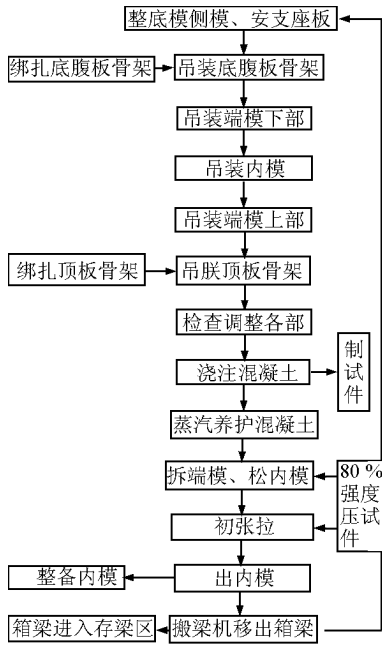 整底模侧模、安支座板
绑扎底腹板骨架
吊装底腹板骨架
吊装端模下部
吊装内模
吊装端模上部
绑扎顶板骨架
吊朕顶板骨架
检查调整各部
浇注混凝土
制
试
件
蒸汽养护混凝土
拆端模、松内模
80 %
强度
压试
件
初张拉
整备内模
出内模
箱梁进入存梁区
搬梁机移出箱梁